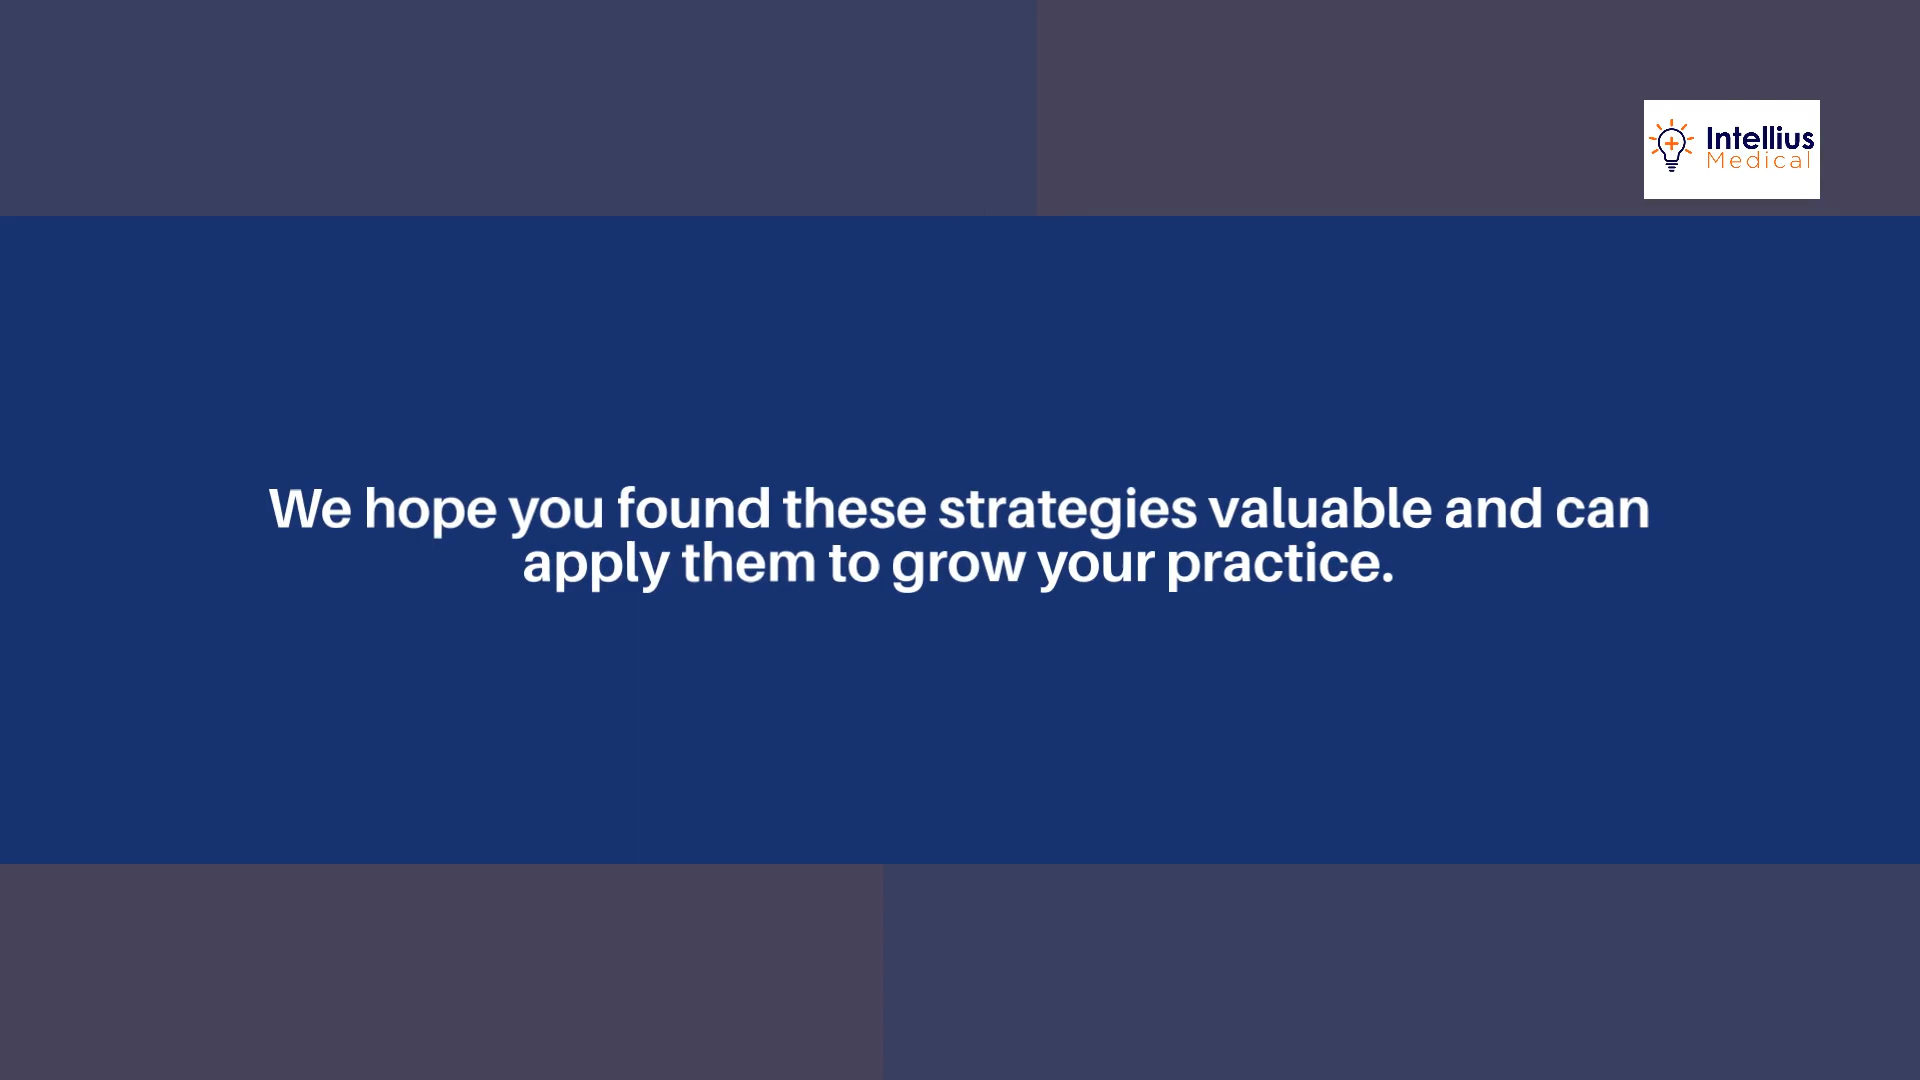 Intellius
Medical
We hope you found these strategies valuable and can
apply them to grow your practice.